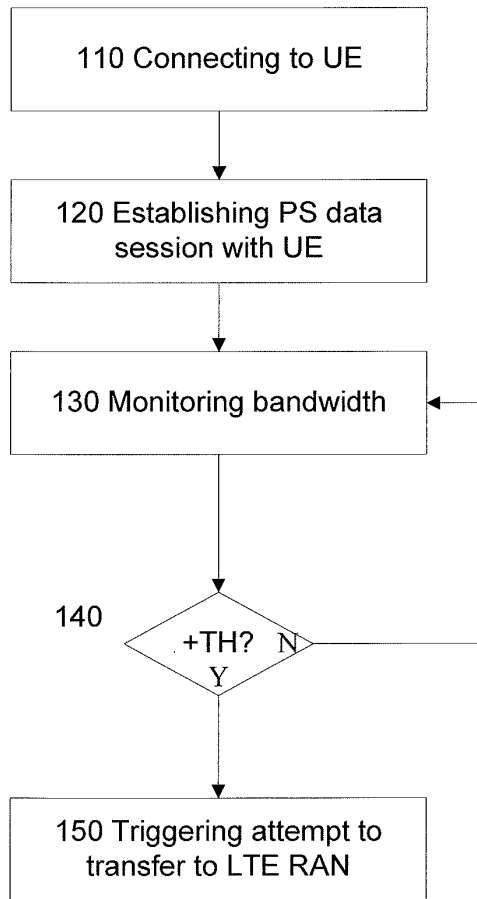 110 Connecting to UE
120 Establishing PS data
session with UE
130 Monitoring bandwidth
140
+TH? N
Y
150 Triggering attempt to
transfer to LTE RAN